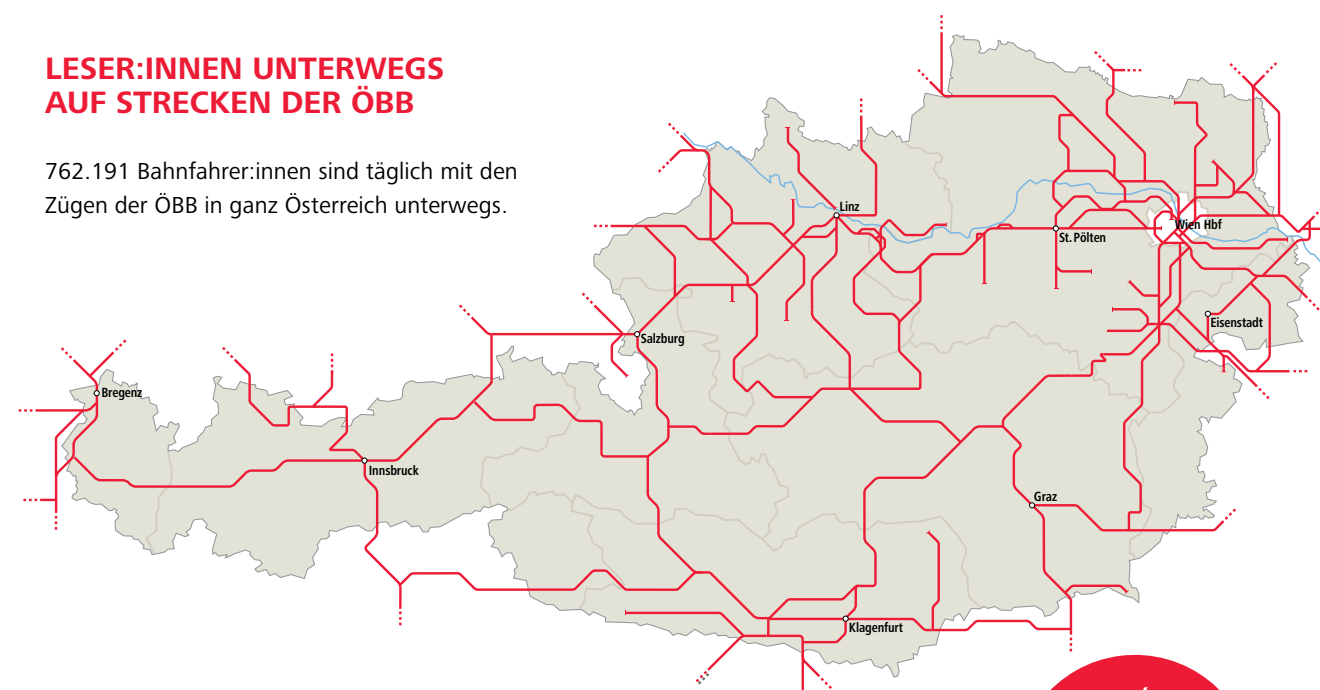 LESER:INNEN UNTERWEGS
AUF STRECKEN DER ÖBB
762.191 Bahnfahrer:innen sind täglich mit den
Zügen der ÖBB in ganz Österreich unterwegs.
Linz
Wien Hbf
St. Pölten
Eisenstadt
Salzburg
Bregenz
Innsbruck
Graz
Klagenfurt